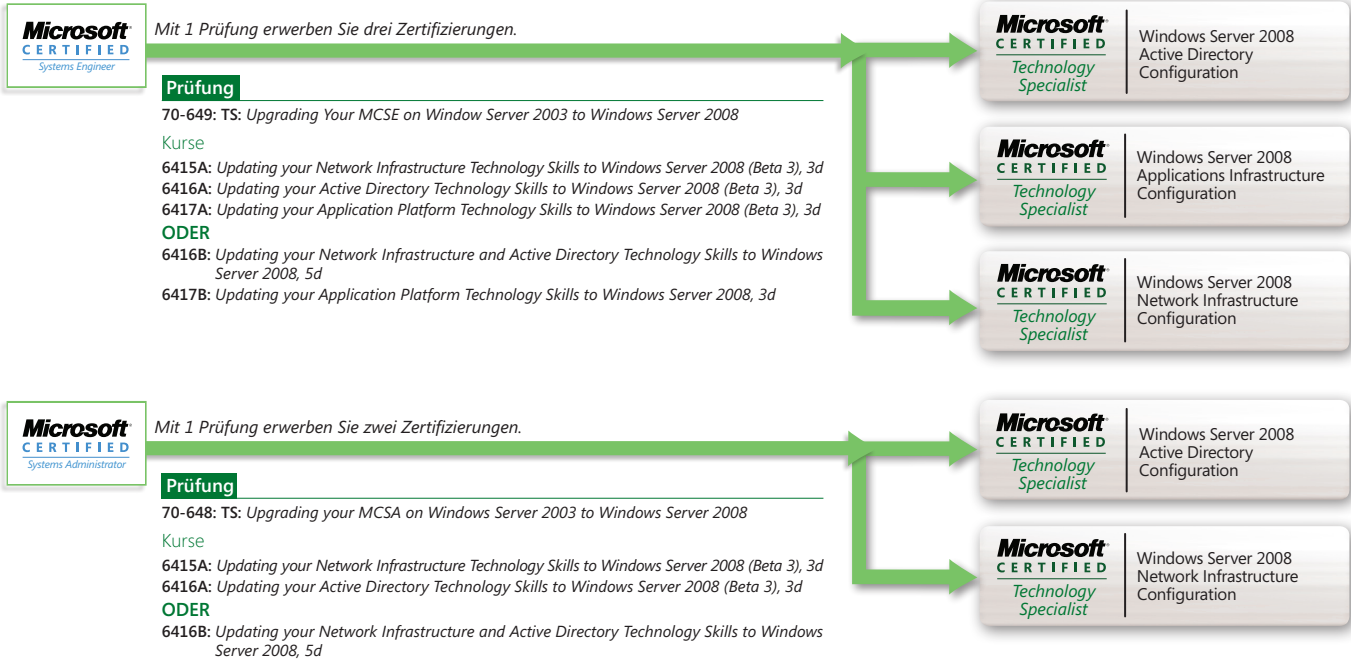 Microsoft
CERTIFIED
Systems Engineer
Mit 1 Prüfung erwerben Sie drei Zertifizierungen.
Prüfung
70-649: TS: Upgrading Your MCSE on Window Server 2003 to Windows Server 2008
Kurse
6415A: Updating your Network Infrastructure Technology Skills to Windows Server 2008 (Beta 3), 3d
6416A: Updating your Active Directory Technology Skills to Windows Server 2008 (Beta 3), 3d
6417A: Updating your Application Platform Technology Skills to Windows Server 2008 (Beta 3), 3d
ODER
6416B: Updating your Network Infrastructure and Active Directory Technology Skills to Windows
Server 2008, 5d
6417B: Updating your Application Platform Technology Skills to Windows Server 2008, 3d
Microsoft
CERTIFIED
Technology
Specialist
Windows Server 2008
Active Directory
Configuration
Microsoft
CERTIFIED
Technology
Specialist
Windows Server 2008
Applications Infrastructure
Configuration
Microsoft
CERTIFIED
Technology
Specialist
Windows Server 2008
Network Infrastructure
Configuration
Microsoft
CERTIFIED
Systems Administrator
Mit 1 Prüfung erwerben Sie zwei Zertifizierungen.
Prüfung
70-648: TS: Upgrading your MCSA on Windows Server 2003 to Windows Server 2008
Kurse
6415A: Updating your Network Infrastructure Technology Skills to Windows Server 2008 (Beta 3), 3d
6416A: Updating your Active Directory Technology Skills to Windows Server 2008 (Beta 3), 3d
ODER
6416B: Updating your Network Infrastructure and Active Directory Technology Skills to Windows
Server 2008, 5d
Microsoft
CERTIFIED
Technology
Specialist
Windows Server 2008
Active Directory
Configuration
Microsoft
CERTIFIED
Technology
Specialist
Windows Server 2008
Network Infrastructure
Configuration